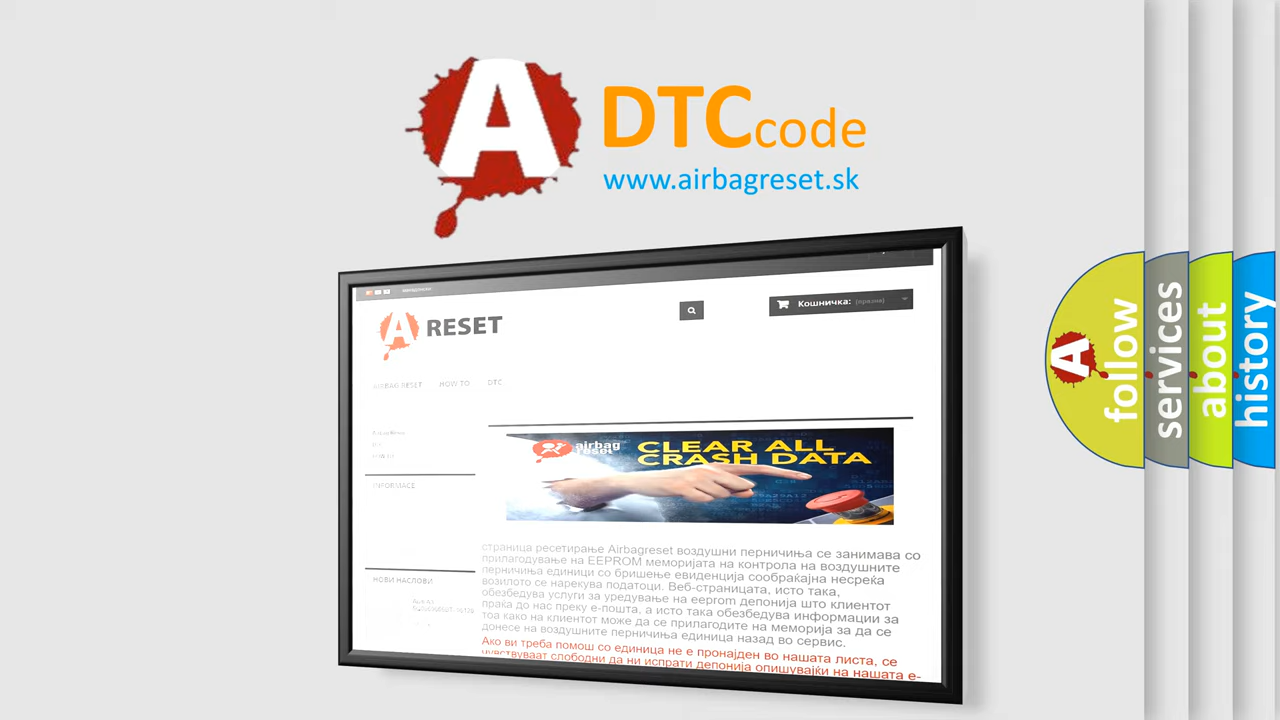 A DTC code
www.airbagreset.sk
A RESET
Кошничка: (празна)
AIRBAG RESET HOW TO DTC
INFORMACE
НОВИ НАСЛОВИ
airbag
reset
CLEAR ALL
CRASH DATA
страница ресетирање Airbagreset воздушни перничиња се занимава со
прилагодување на EEPROM меморијата на контрола на воздушните
перничиња единици со бришење евиденција сообраќајна несреќа
возилото се нарекува податоци. Веб-страницата, исто така,
обезбедува услуги за уредување на eeprom депонија што клиентот
праќа до нас преку е-пошта, а исто така обезбедува информации за
тоа како на клиентот може да се прилагодите на меморија за да се
донесе на воздушните перничиња единица назад во сервис.
Ако ви треба помош со единица не е пронајден во нашата листа, се
чувствуваат слободни да ни испрати депонија опишувајќи на нашата е-
A
follow
services
about
history